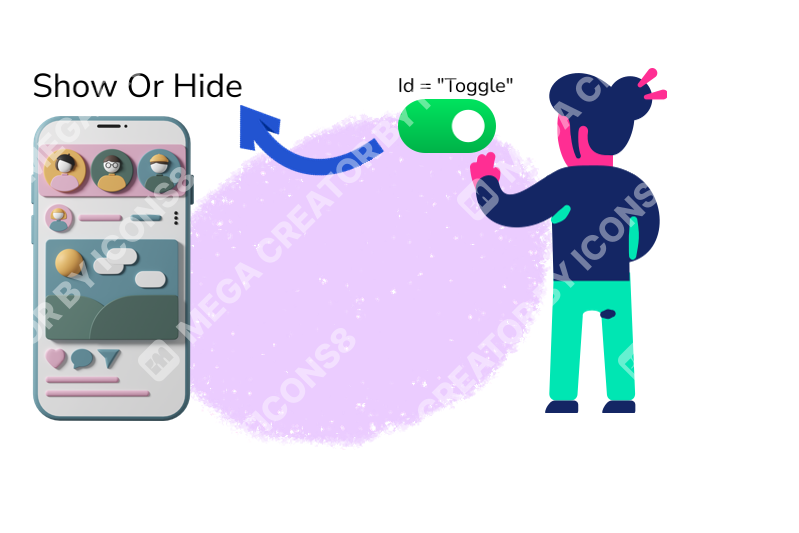 Show Or Hide
Id = "Toggle"
MEGA CREATOR BY ICONS8
MEGA CREATOR BY ICONS8
MEGA CREATOR BY ICONS8